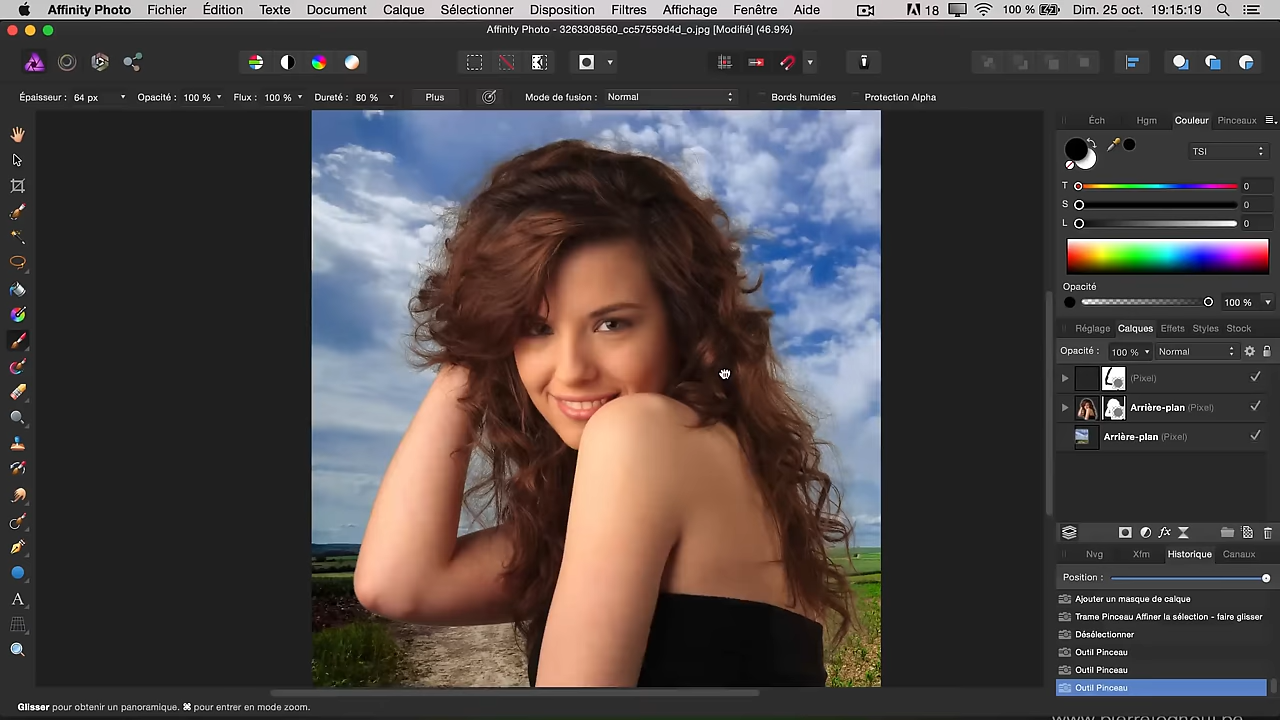 Affinity Photo Fichier Édition Texte Document Calque Sélectionner Disposition Filtres Affichage Fenêtre Aide 18 100 % Dim. 25 oct. 19:15:19
Affinity Photo - 3263308560_cc57559d4d_o.jpg [Modifié] (46.9%)
Épaisseur : 64 px Opacité : 100 % Flux : 100 % Dureté : 80 % Plus Mode de fusion : Normal Bords humides Protection Alpha
Éch Hgm Couleur Pinceaux
TSI
T 0
S 0
L 0
Opacité
100 %
Réglage Calques Effets Styles Stock
Opacité : 100 % Normal
(Pixel)
Arrière-plan (Pixel)
Arrière-plan (Pixel)
fx
Nvg Xfm Historique Canaux
Position :
Ajouter un masque de calque
Trame Pinceau Affiner la sélection - faire glisser
Désélectionner
Outil Pinceau
Outil Pinceau
Outil Pinceau
A
Glisser pour obtenir un panoramique. ⌘ pour entrer en mode zoom.